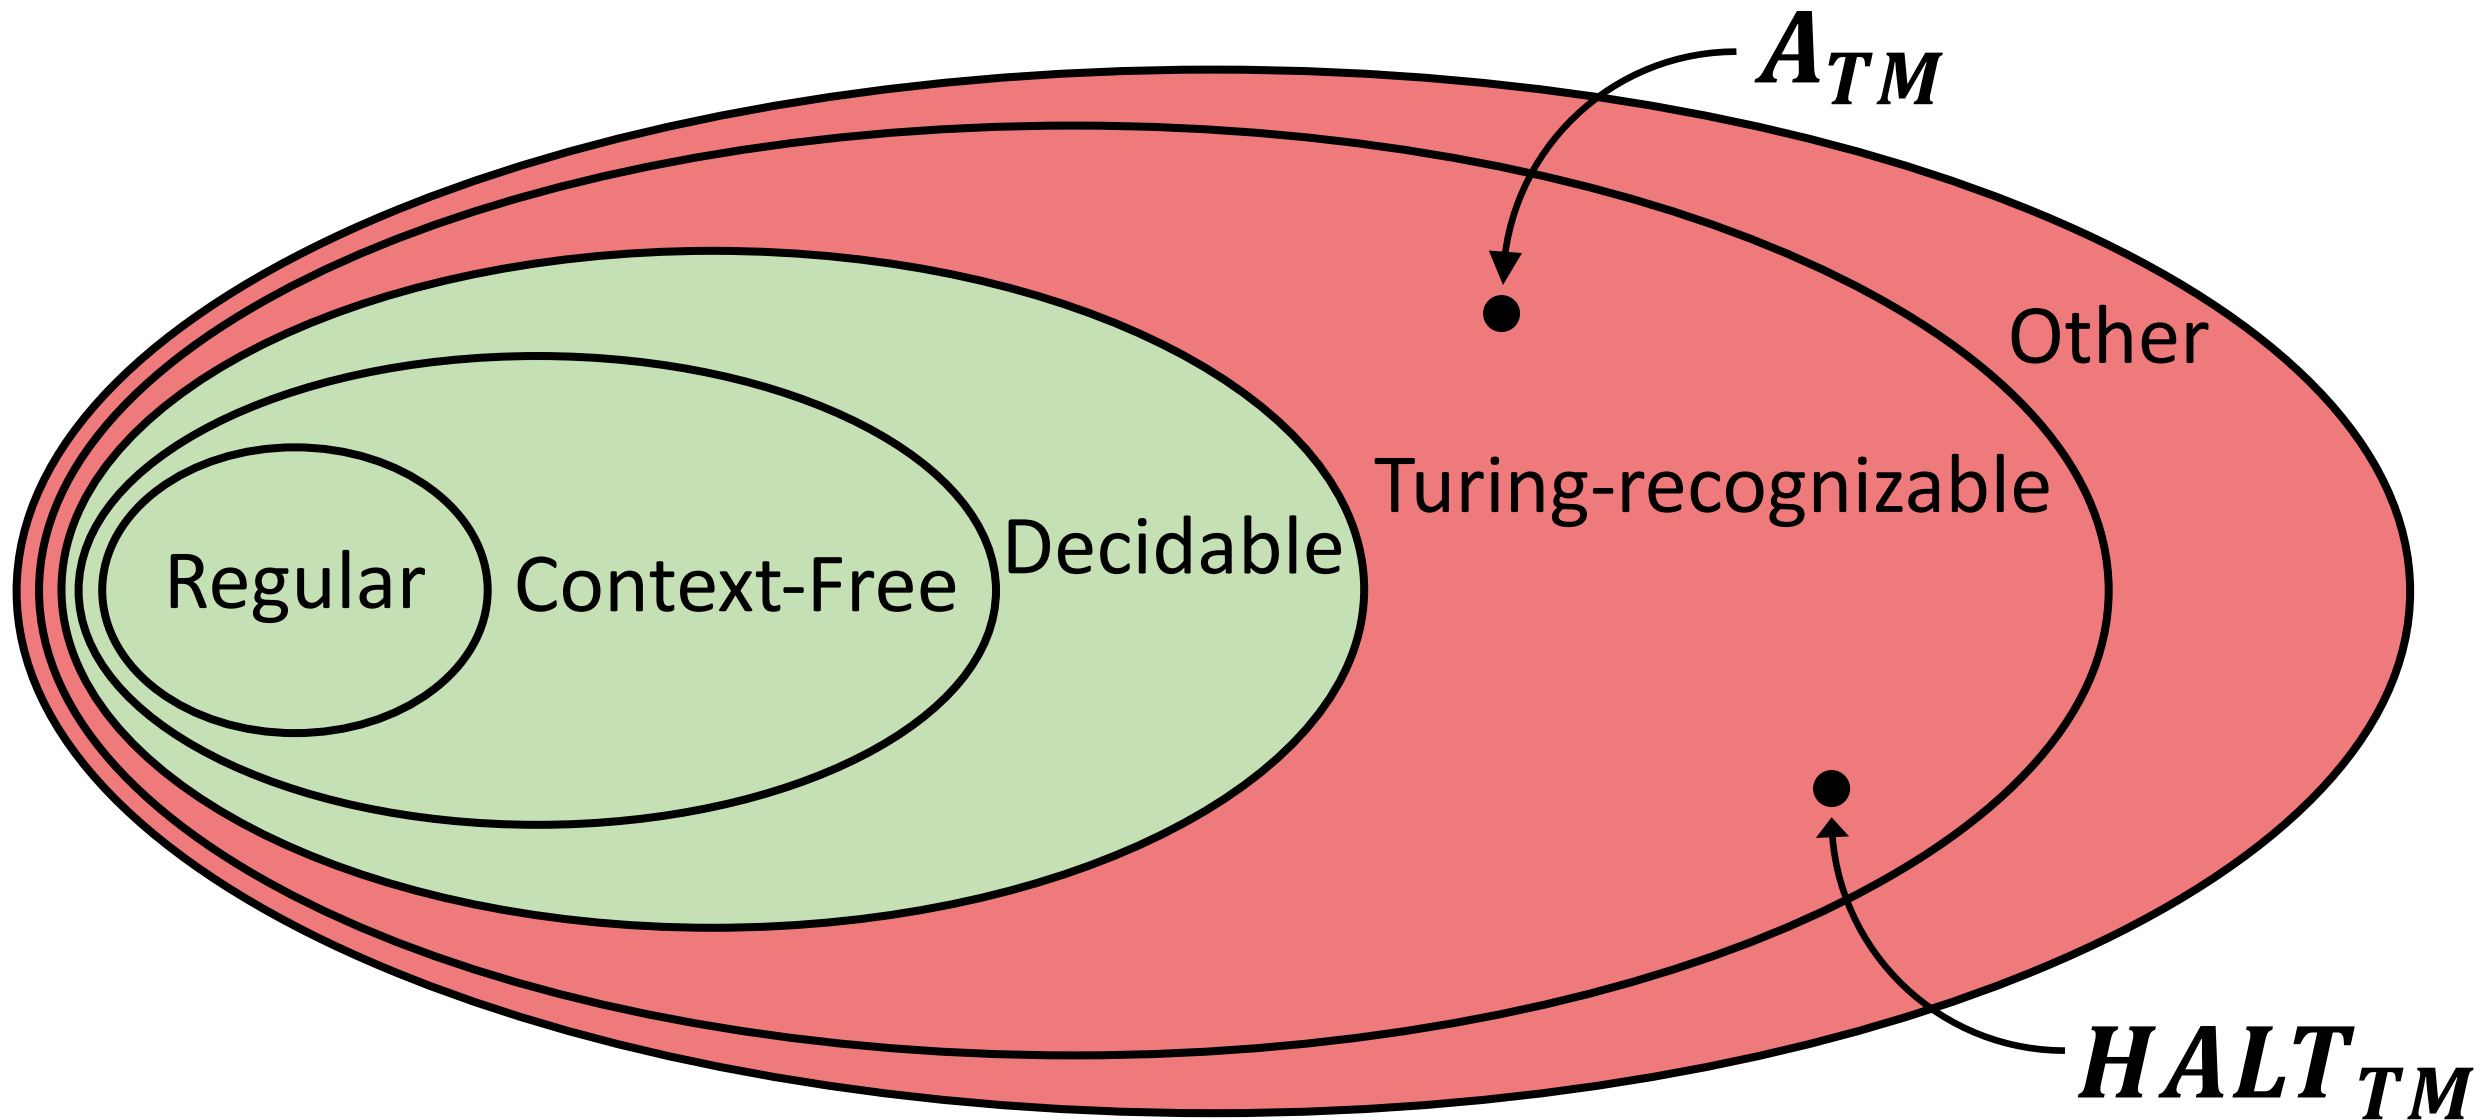 A_TM
Other
Turing-recognizable
Decidable
Context-Free
Regular
HALT_TM